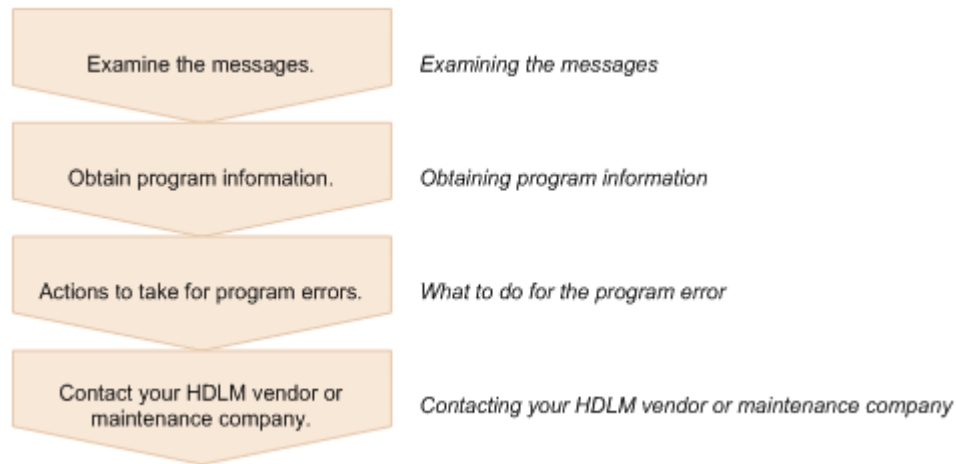 Examine the messages.
Examining the messages
Obtain program information.
Obtaining program information
Actions to take for program errors.
What to do for the program error
Contact your HDLM vendor or
maintenance company.
Contacting your HDLM vendor or maintenance company